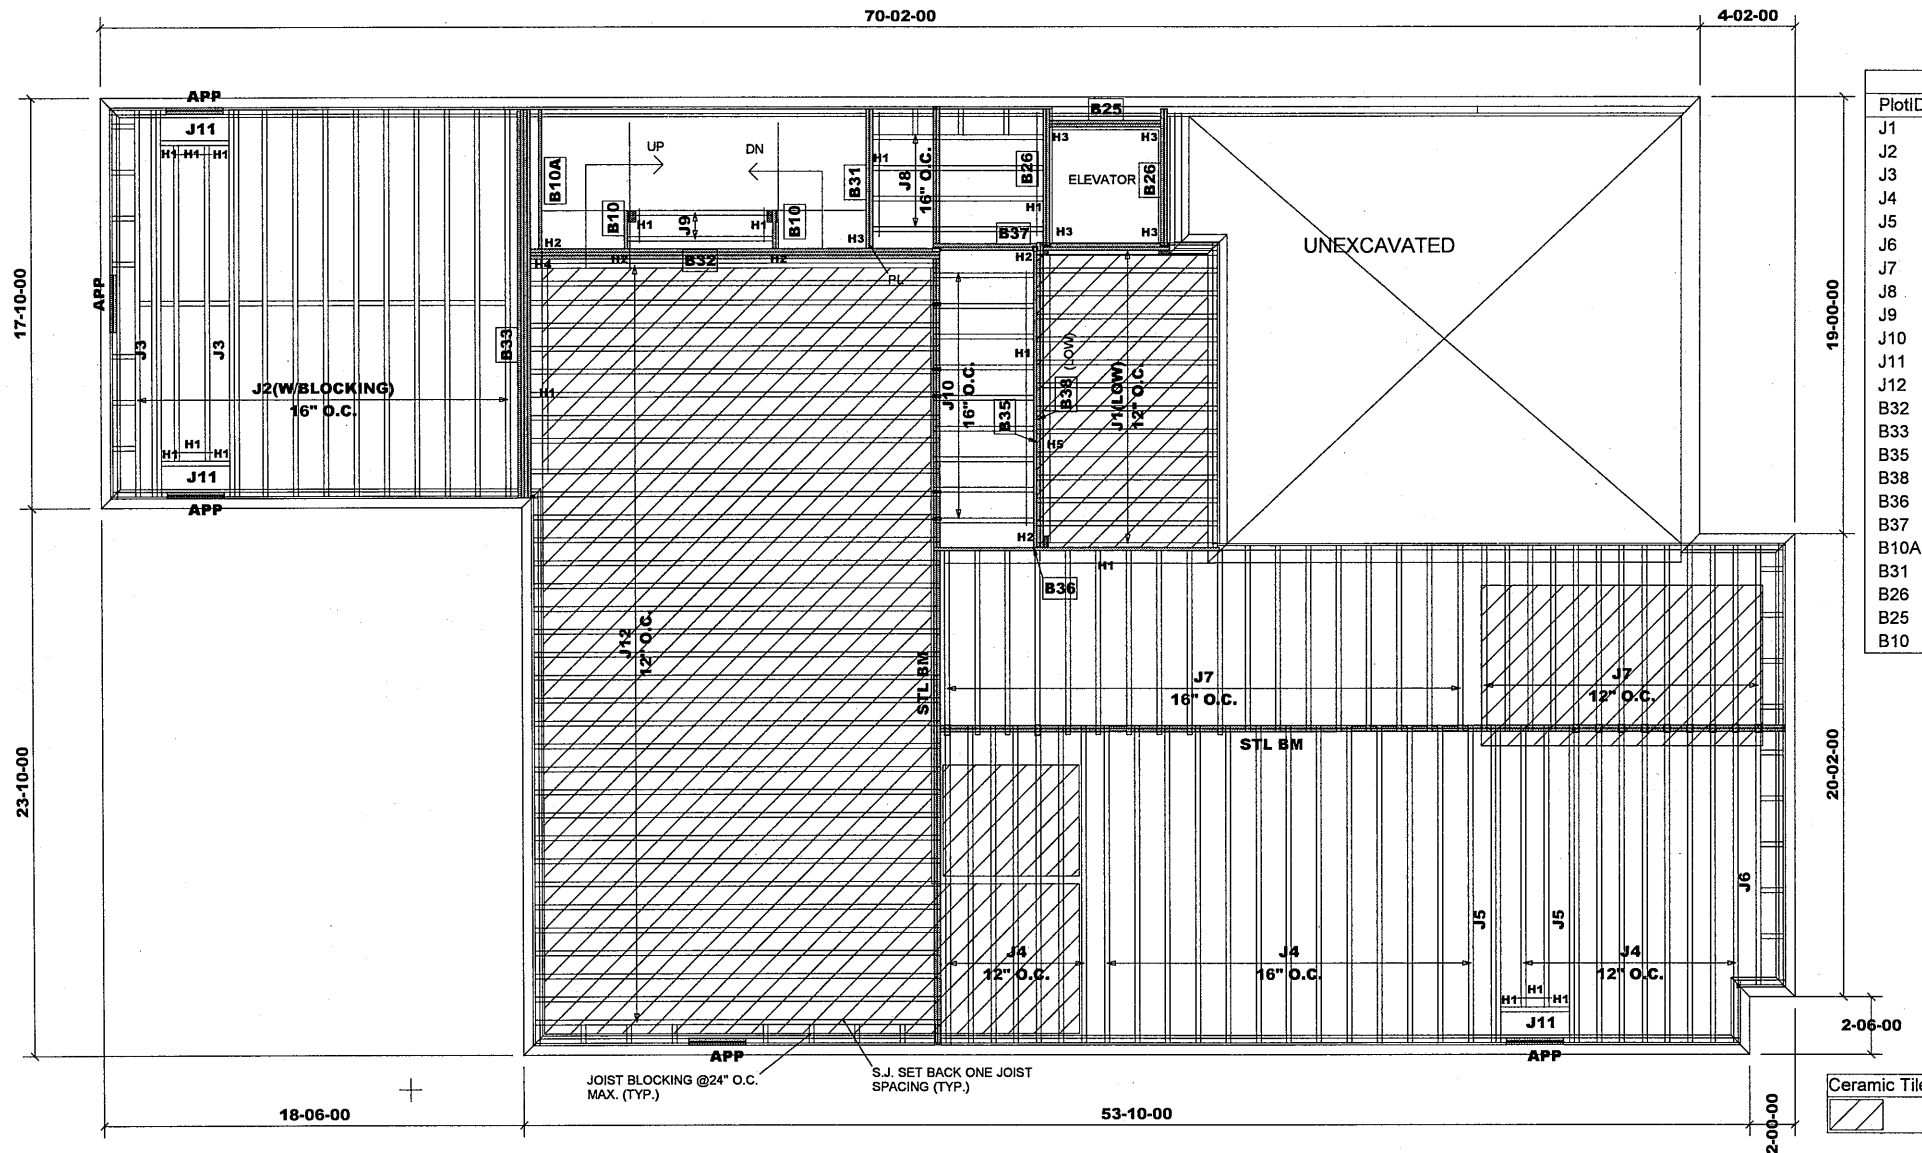 70-02-00
4-02-00
PlotID
J1
J2
J3
J4
J5
J6
J7
J8
J9
J10
J11
J12
B32
B33
B35
B38
B36
B37
B10A
B31
B26
B25
B10
APP
J11
H1 H1 H1
17-10-00
APP
J3
J3
J2(W/BLOCKING)
16" O.C.
H1
H1 H1
J11
APP
B33
B10A
UP
DN
B10
H1
J9
H1
B10
B31
H2
H3
H4
H2
B32
H2
PL
H1
H1
J8
16" O.C.
B26
H1
B37
B25
H3
H3
ELEVATOR
B26
H3
H3
UNEXCAVATED
19-00-00
H2
J10
16" O.C.
H1
B35
B38 (LOW)
H5
J1(LOW)
12" O.C.
H2
B36
H1
J12
12" O.C.
STL BM
J7
16" O.C.
J7
12" O.C.
STL BM
23-10-00
20-02-00
J6
J5
J5
J4
12" O.C.
J4
16" O.C.
J4
12" O.C.
H1
H1 H1
J11
APP
APP
2-06-00
JOIST BLOCKING @24" O.C.
MAX. (TYP.)
S.J. SET BACK ONE JOIST
SPACING (TYP.)
Ceramic Tile
18-06-00
53-10-00
2-00-00